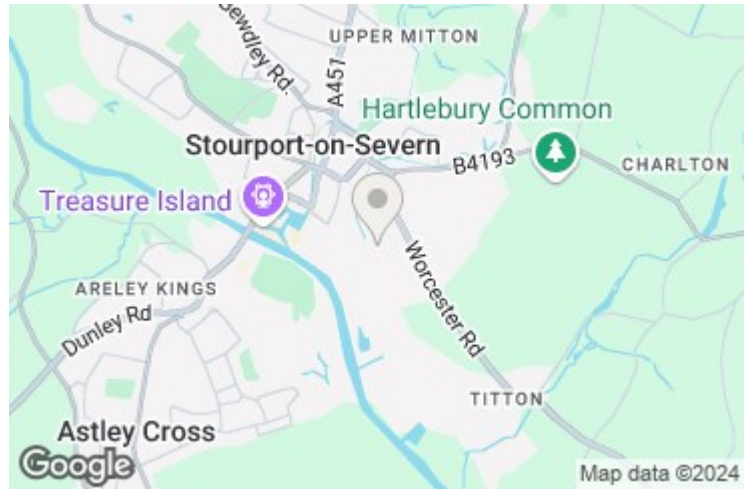 Bewdley Rd.
UPPER MITTON
A451
Hartlebury Common
Stourport-on-Severn
B4193
CHARLTON
Treasure Island
Worcester Rd
ARELEY KINGS
Dunley Rd
TITTON
Astley Cross
Google
Map data ©2024